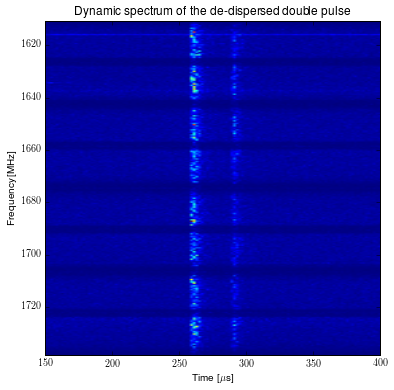 Dynamic spectrum of the de-dispersed double pulse
Frequency[MHz]
1620
1640
1660
1680
1700
1720
150 200 250 300 350 400
Time [μs]